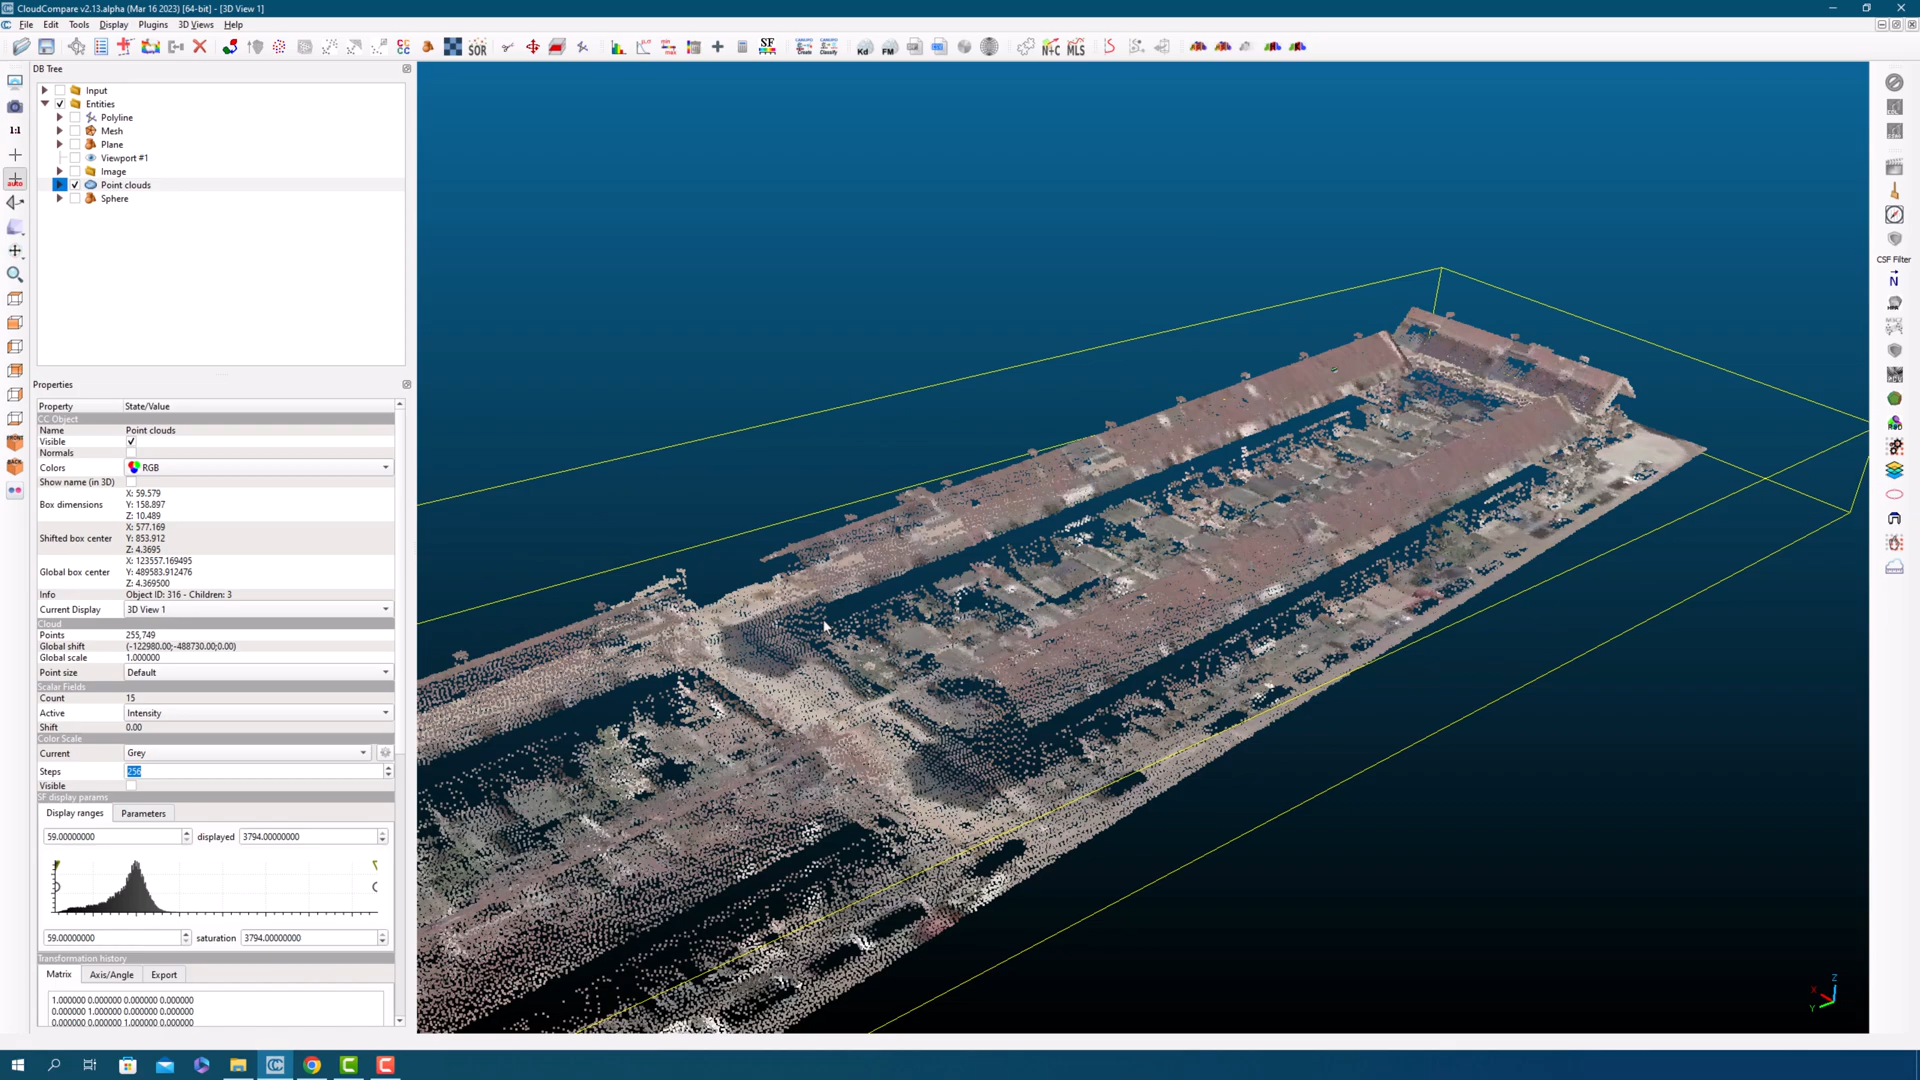 CloudCompare v2.13.alpha (Mar 16 2023) [64-bit] - [3D View 1]
File Edit Tools Display Plugins 3D Views Help
SOR SF Kd FM N+C MLS
DB Tree
Input
Entities
Polyline
Mesh
1:1
Plane
Viewport #1
Image
auto
Point clouds
Sphere
CSF Filter
N
Properties
Property State/Value
CC Object
Name Point clouds
Visible
Normals
Colors RGB
Show name (in 3D)
Box dimensions
X: 59.579
Y: 158.897
Z: 10.489
Shifted box center
X: 577.169
Y: 853.912
Z: 4.3695
Global box center
X: 123557.169495
Y: 489583.912476
Z: 4.369500
Info Object ID: 316 - Children: 3
Current Display 3D View 1
Cloud
Points 255,749
Global shift (-122980.00;-488730.00;0.00)
Global scale 1.000000
Point size Default
Scalar Fields
Count 15
Active Intensity
Shift 0.00
Color Scale
Current Grey
Steps 256
Visible
SF display params
Display ranges Parameters
59.00000000 displayed 3794.00000000
59.00000000 saturation 3794.00000000
Transformation history
Matrix Axis/Angle Export
1.000000 0.000000 0.000000 0.000000
0.000000 1.000000 0.000000 0.000000
0.000000 0.000000 1.000000 0.000000
FRONT
BACK
Z
X
Y